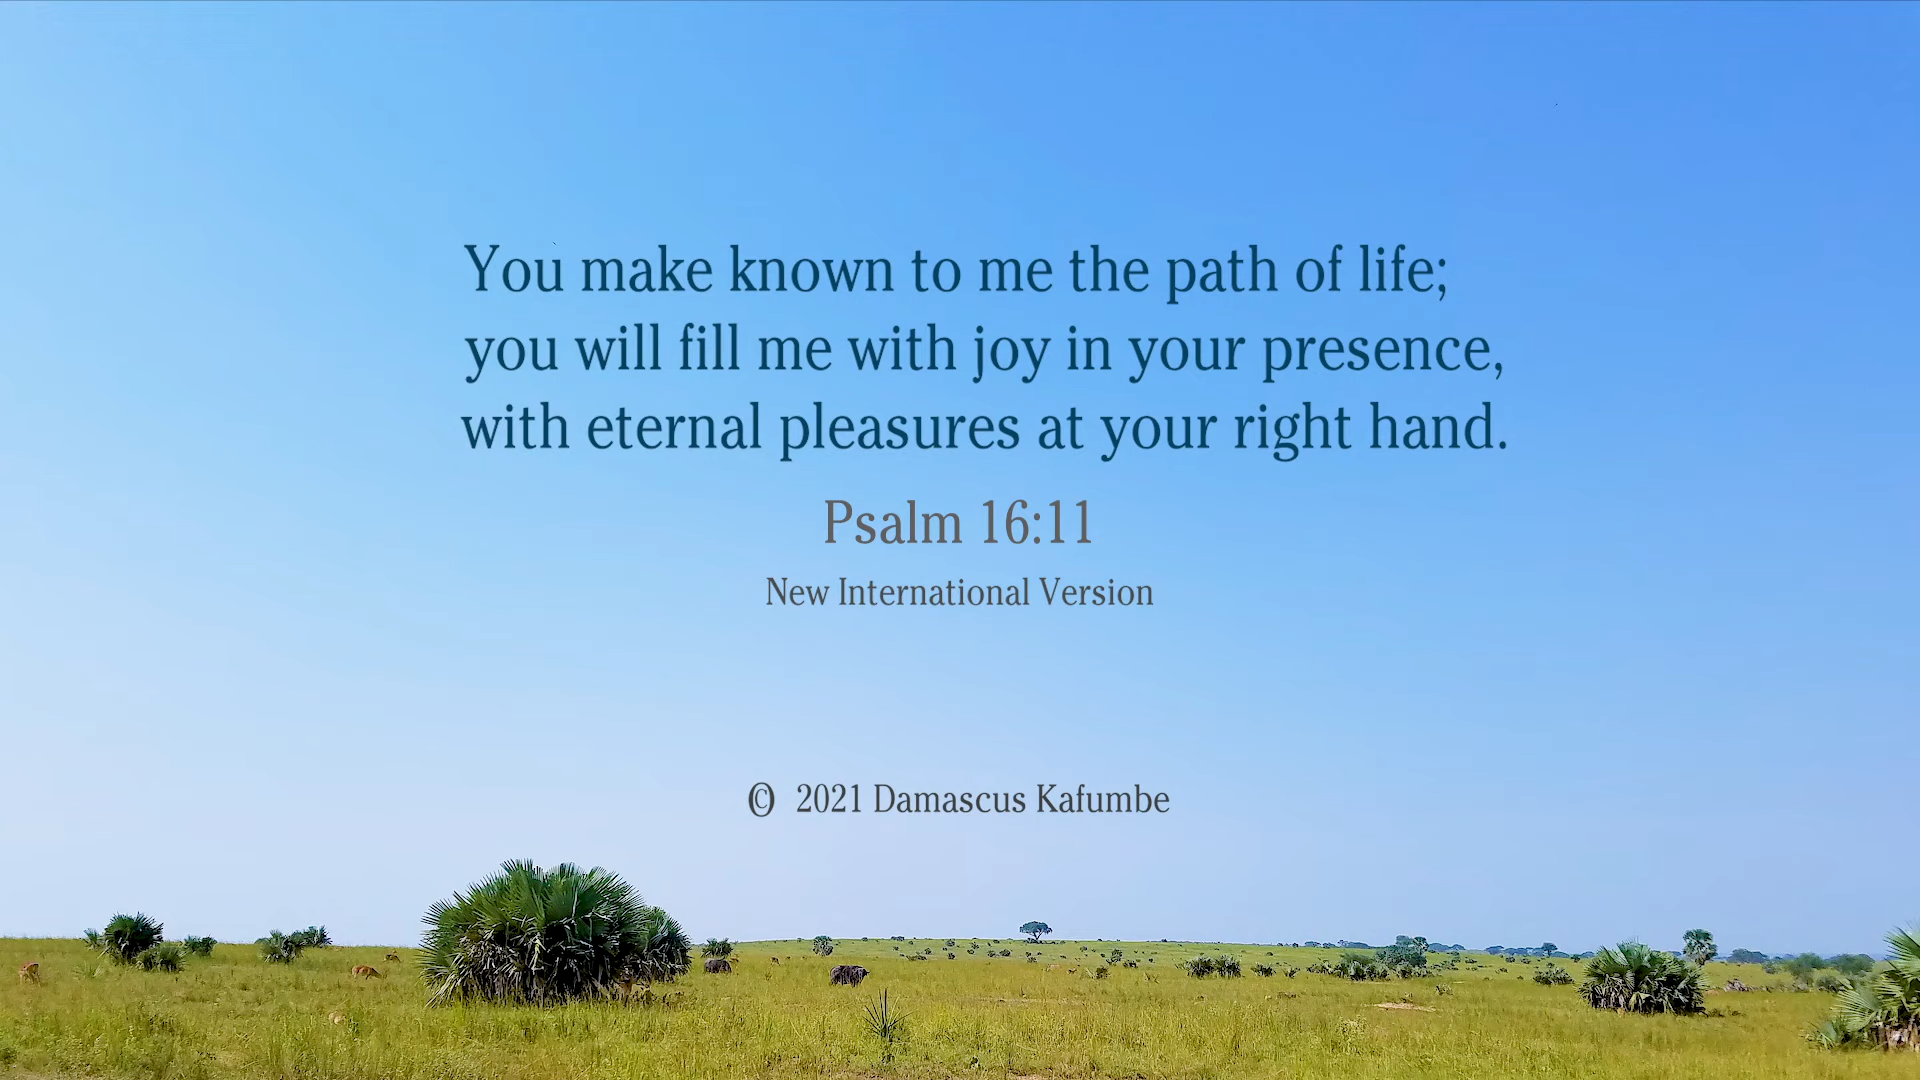 You make known to me the path of life;
you will fill me with joy in your presence,
with eternal pleasures at your right hand.
Psalm 16:11
New International Version
© 2021 Damascus Kafumbe